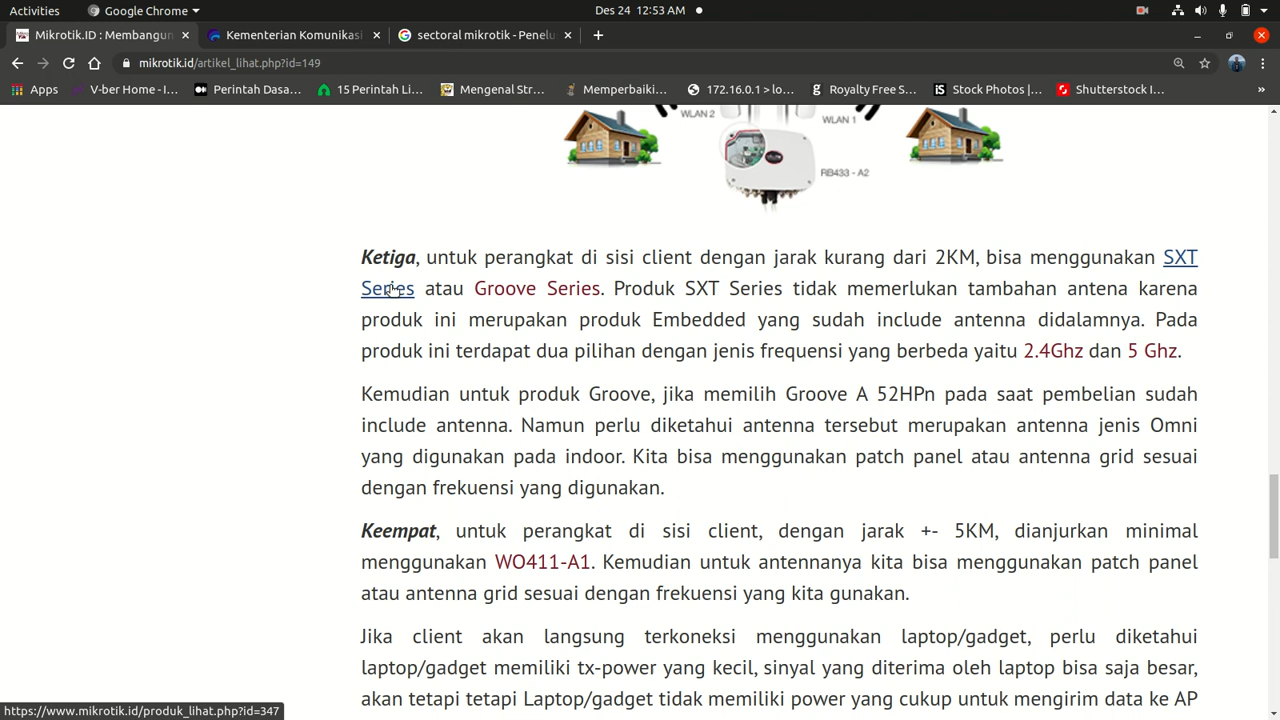 Activities
Google Chrome
Des 24 12:53 AM
Mikrotik.ID : Membangun
Kementerian Komunikasi
sectoral mikrotik - Penelus
mikrotik.id/artikel_lihat.php?id=149
Apps
V-ber Home - I...
Perintah Dasa...
15 Perintah Li...
Mengenal Str...
Memperbaiki...
172.16.0.1 > lo...
Royalty Free S...
Stock Photos |...
Shutterstock I...
»
WLAN 2
WLAN 1
RB433 - A2
Ketiga, untuk perangkat di sisi client dengan jarak kurang dari 2KM, bisa menggunakan SXT
Series atau Groove Series. Produk SXT Series tidak memerlukan tambahan antena karena
produk ini merupakan produk Embedded yang sudah include antenna didalamnya. Pada
produk ini terdapat dua pilihan dengan jenis frequensi yang berbeda yaitu 2.4Ghz dan 5 Ghz.
Kemudian untuk produk Groove, jika memilih Groove A 52HPn pada saat pembelian sudah
include antenna. Namun perlu diketahui antenna tersebut merupakan antenna jenis Omni
yang digunakan pada indoor. Kita bisa menggunakan patch panel atau antenna grid sesuai
dengan frekuensi yang digunakan.
Keempat, untuk perangkat di sisi client, dengan jarak +- 5KM, dianjurkan minimal
menggunakan WO411-A1. Kemudian untuk antennanya kita bisa menggunakan patch panel
atau antenna grid sesuai dengan frekuensi yang kita gunakan.
Jika client akan langsung terkoneksi menggunakan laptop/gadget, perlu diketahui
laptop/gadget memiliki tx-power yang kecil, sinyal yang diterima oleh laptop bisa saja besar,
akan tetapi tetapi Laptop/gadget tidak memiliki power yang cukup untuk mengirim data ke AP
https://www.mikrotik.id/produk_lihat.php?id=347